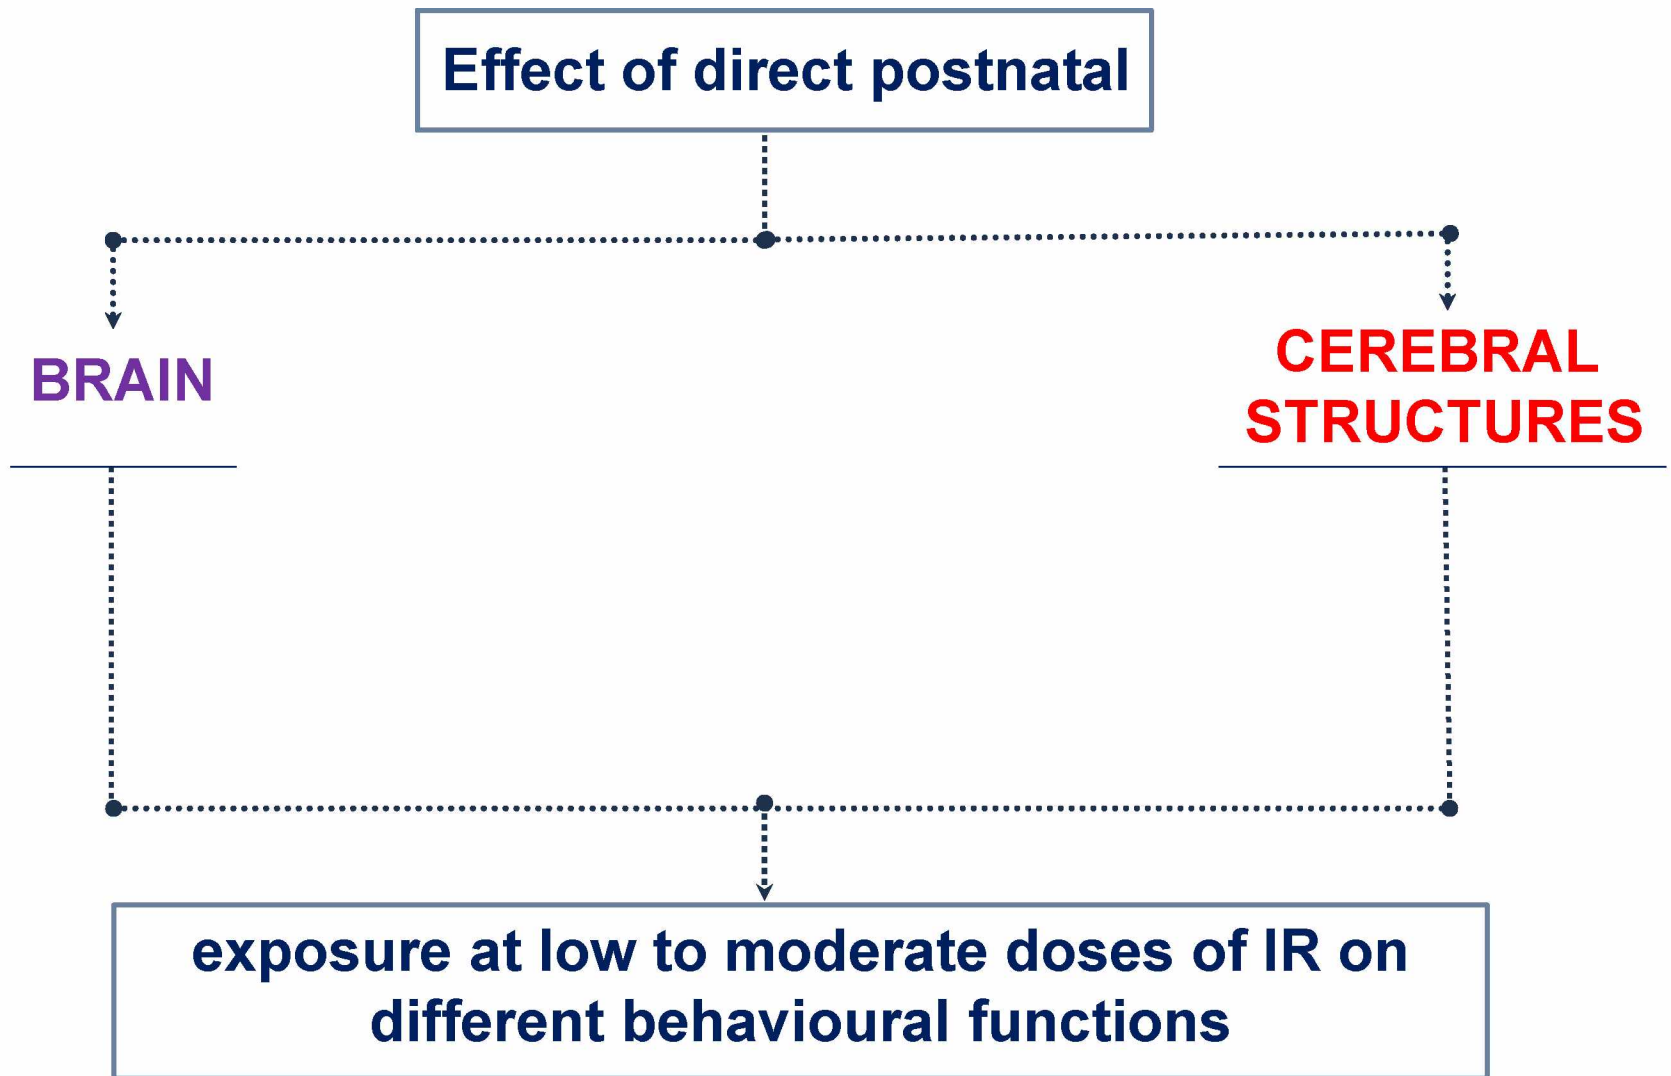 Effect of direct postnatal
BRAIN
CEREBRAL
STRUCTURES
exposure at low to moderate doses of IR on
different behavioural functions